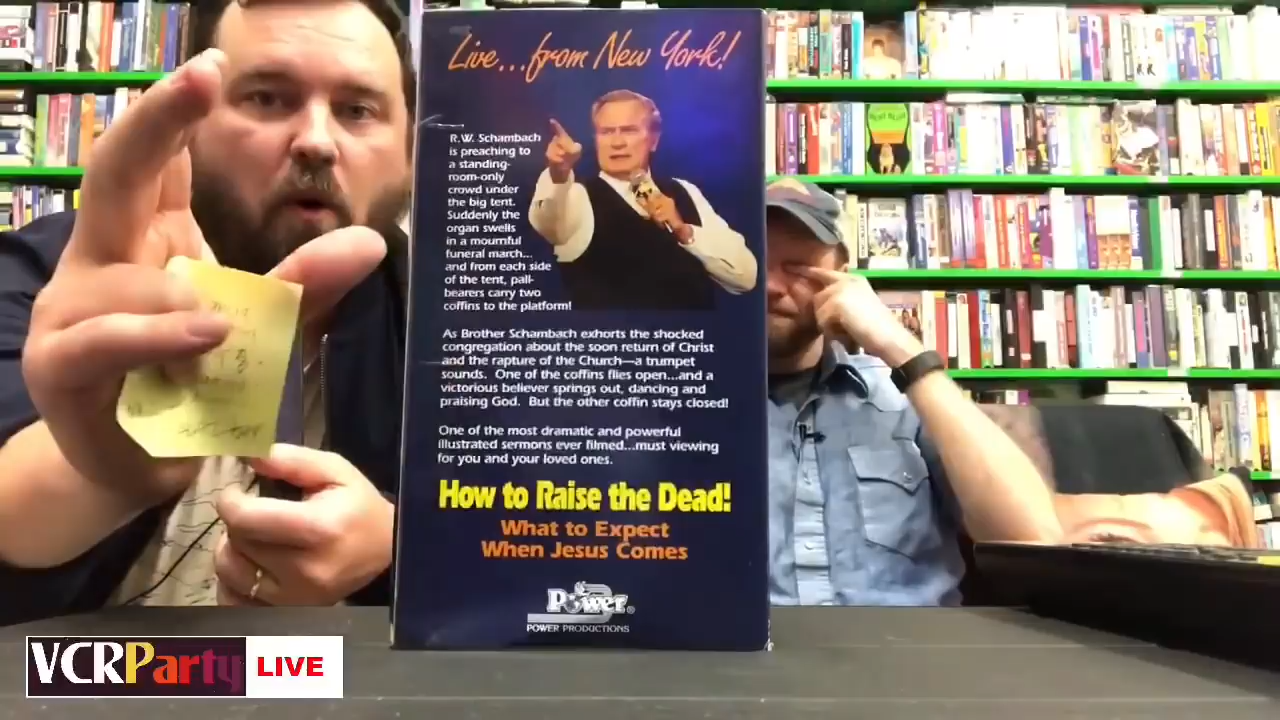 Live...from New York!
R.W. Schambach
is preaching to
a standing-
room-only
crowd under
the big tent.
Suddenly the
organ swells
in a mournful
funeral march...
and from each side
of the tent, pall-
bearers carry two
coffins to the platform!
As Brother Schambach exhorts the shocked
congregation about the soon return of Christ
and the rapture of the Church—a trumpet
sounds. One of the coffins flies open...and a
victorious believer springs out, dancing and
praising God. But the other coffin stays closed!
One of the most dramatic and powerful
illustrated sermons ever filmed...must viewing
for you and your loved ones.
How to Raise the Dead!
What to Expect
When Jesus Comes
Power®
POWER PRODUCTIONS
VCRParty LIVE